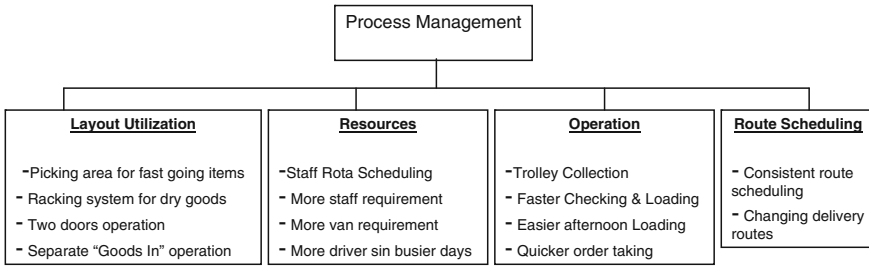 Process Management
Layout Utilization
-Picking area for fast going items
- Racking system for dry goods
- Two doors operation
- Separate “Goods In” operation
Resources
-Staff Rota Scheduling
- More staff requirement
- More van requirement
- More driver sin busier days
Operation
-Trolley Collection
- Faster Checking & Loading
- Easier afternoon Loading
- Quicker order taking
Route Scheduling
- Consistent route
scheduling
- Changing delivery
routes